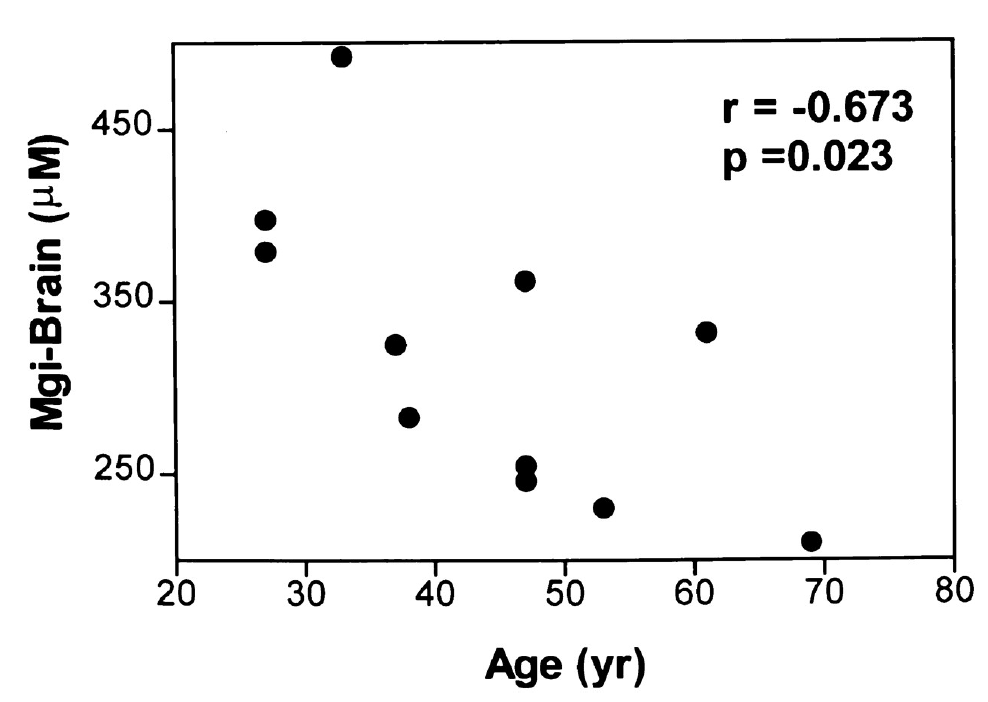 r = -0.673
p =0.023
Mgi-Brain (μM)
450
350
250
20 30 40 50 60 70 80
Age (yr)